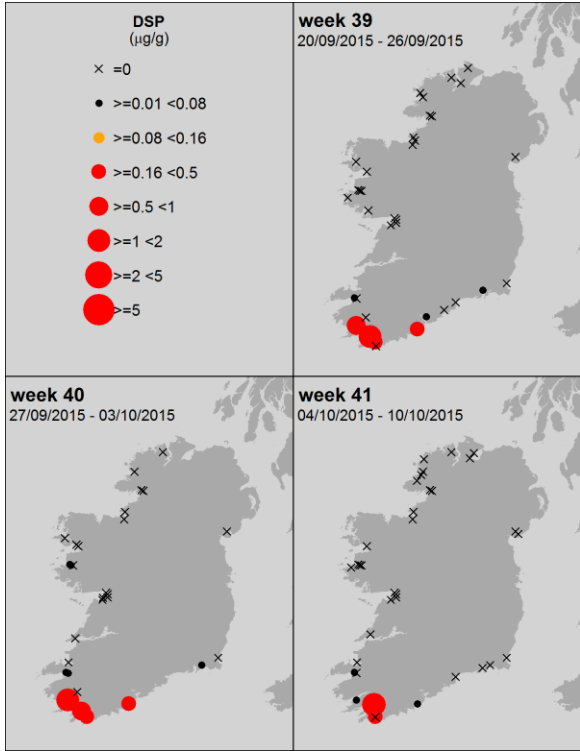 DSP
(µg/g)
=0
>=0.01 <0.08
>=0.08 <0.16
>=0.16 <0.5
>=0.5 <1
>=1 <2
>=2 <5
>=5
week 39
20/09/2015 - 26/09/2015
week 40
27/09/2015 - 03/10/2015
week 41
04/10/2015 - 10/10/2015